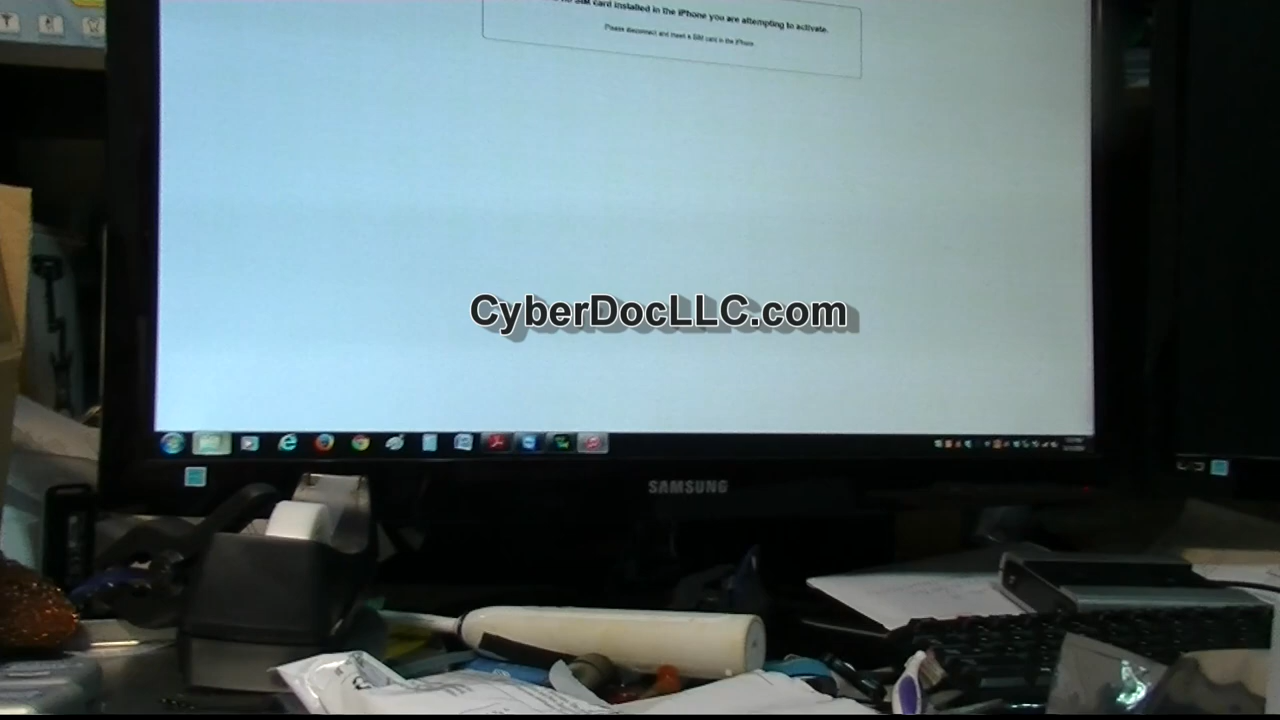 SIM card installed in the iPhone you are attempting to activate.
Please disconnect and insert a SIM card in the iPhone
CyberDocLLC.com
SAMSUNG